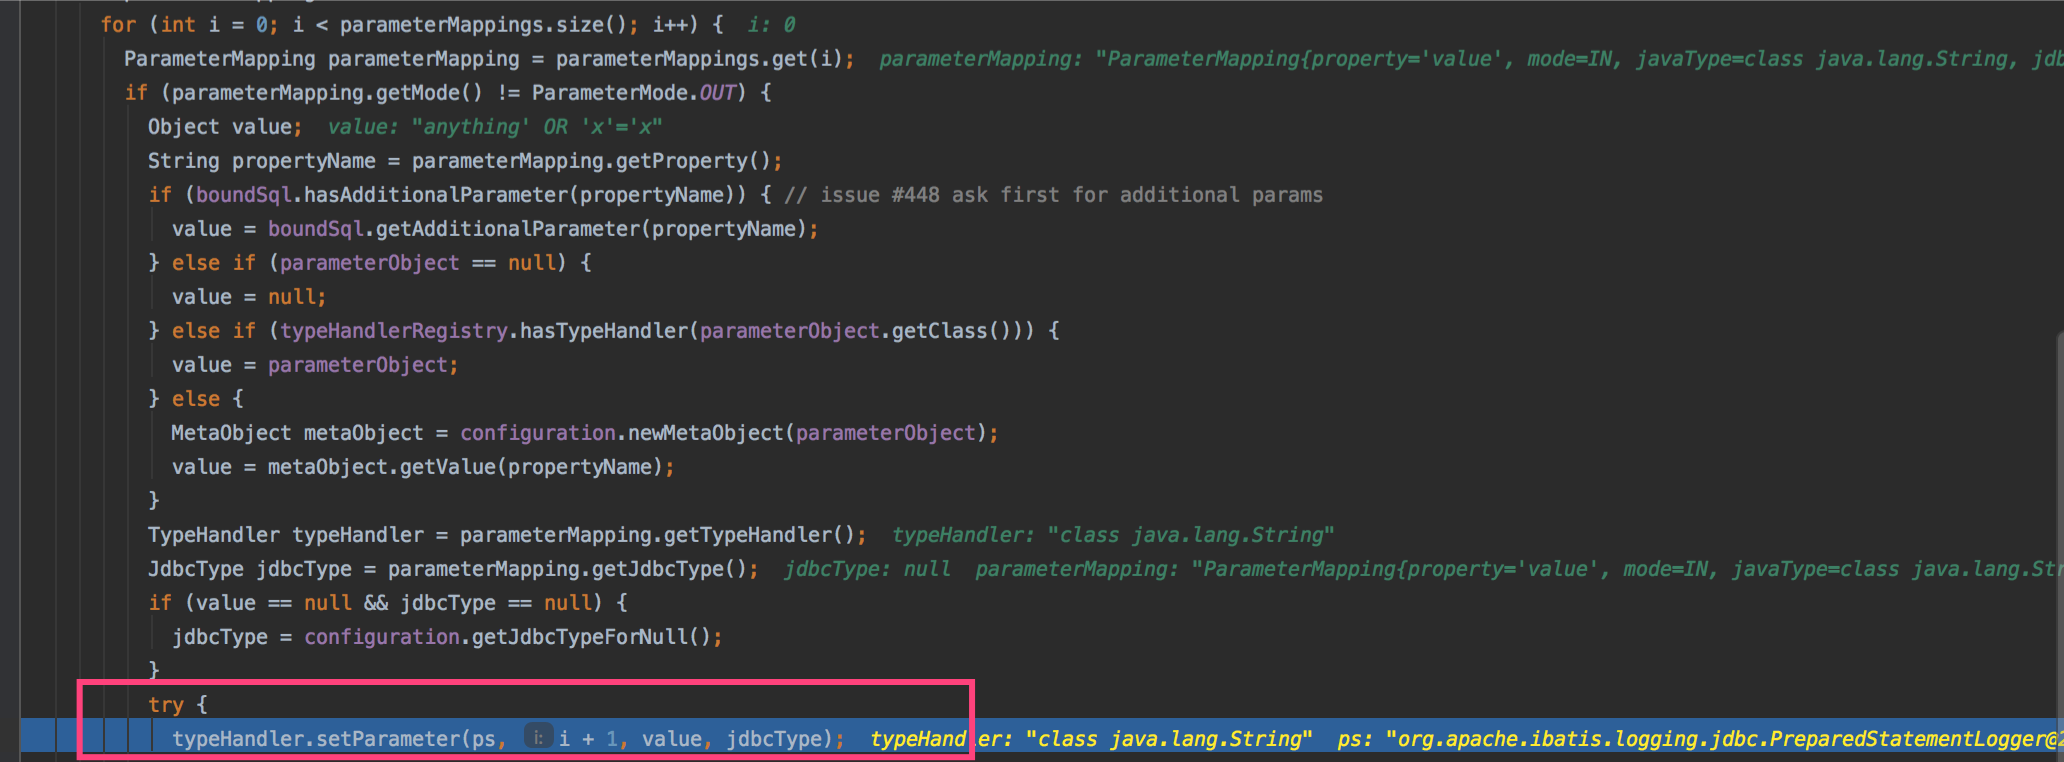 for (int i = 0; i < parameterMappings.size(); i++) {  i: 0
ParameterMapping parameterMapping = parameterMappings.get(i);  parameterMapping: "ParameterMapping{property='value', mode=IN, javaType=class java.lang.String, jdb
if (parameterMapping.getMode() != ParameterMode.OUT) {
Object value;  value: "anything' OR 'x'='x"
String propertyName = parameterMapping.getProperty();
if (boundSql.hasAdditionalParameter(propertyName)) { // issue #448 ask first for additional params
value = boundSql.getAdditionalParameter(propertyName);
} else if (parameterObject == null) {
value = null;
} else if (typeHandlerRegistry.hasTypeHandler(parameterObject.getClass())) {
value = parameterObject;
} else {
MetaObject metaObject = configuration.newMetaObject(parameterObject);
value = metaObject.getValue(propertyName);
}
TypeHandler typeHandler = parameterMapping.getTypeHandler();  typeHandler: "class java.lang.String"
JdbcType jdbcType = parameterMapping.getJdbcType();  jdbcType: null  parameterMapping: "ParameterMapping{property='value', mode=IN, javaType=class java.lang.Str
if (value == null && jdbcType == null) {
jdbcType = configuration.getJdbcTypeForNull();
}
try {
typeHandler.setParameter(ps, i: i + 1, value, jdbcType);  typeHandler: "class java.lang.String"  ps: "org.apache.ibatis.logging.jdbc.PreparedStatementLogger@2